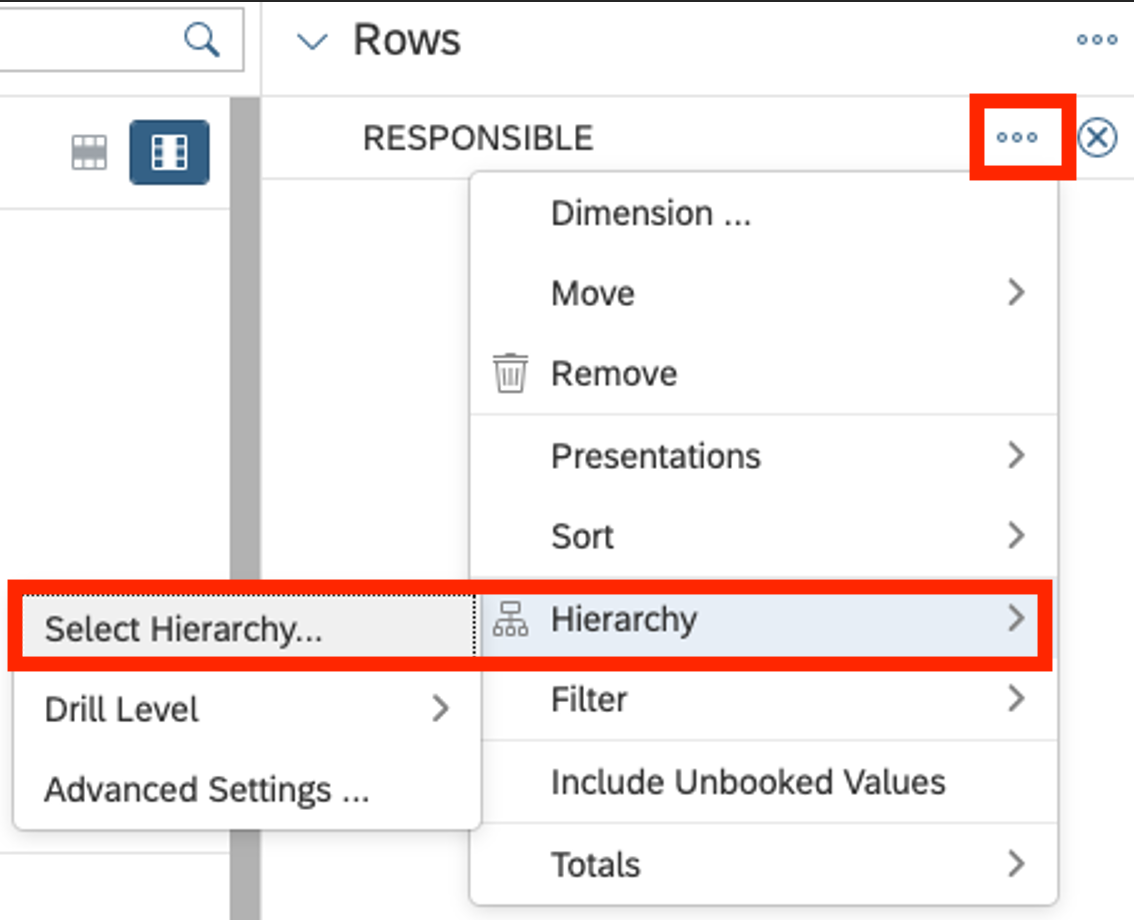 Rows
RESPONSIBLE
Dimension ...
Move
Remove
Presentations
Sort
Hierarchy
Select Hierarchy...
Drill Level
Advanced Settings ...
Filter
Include Unbooked Values
Totals